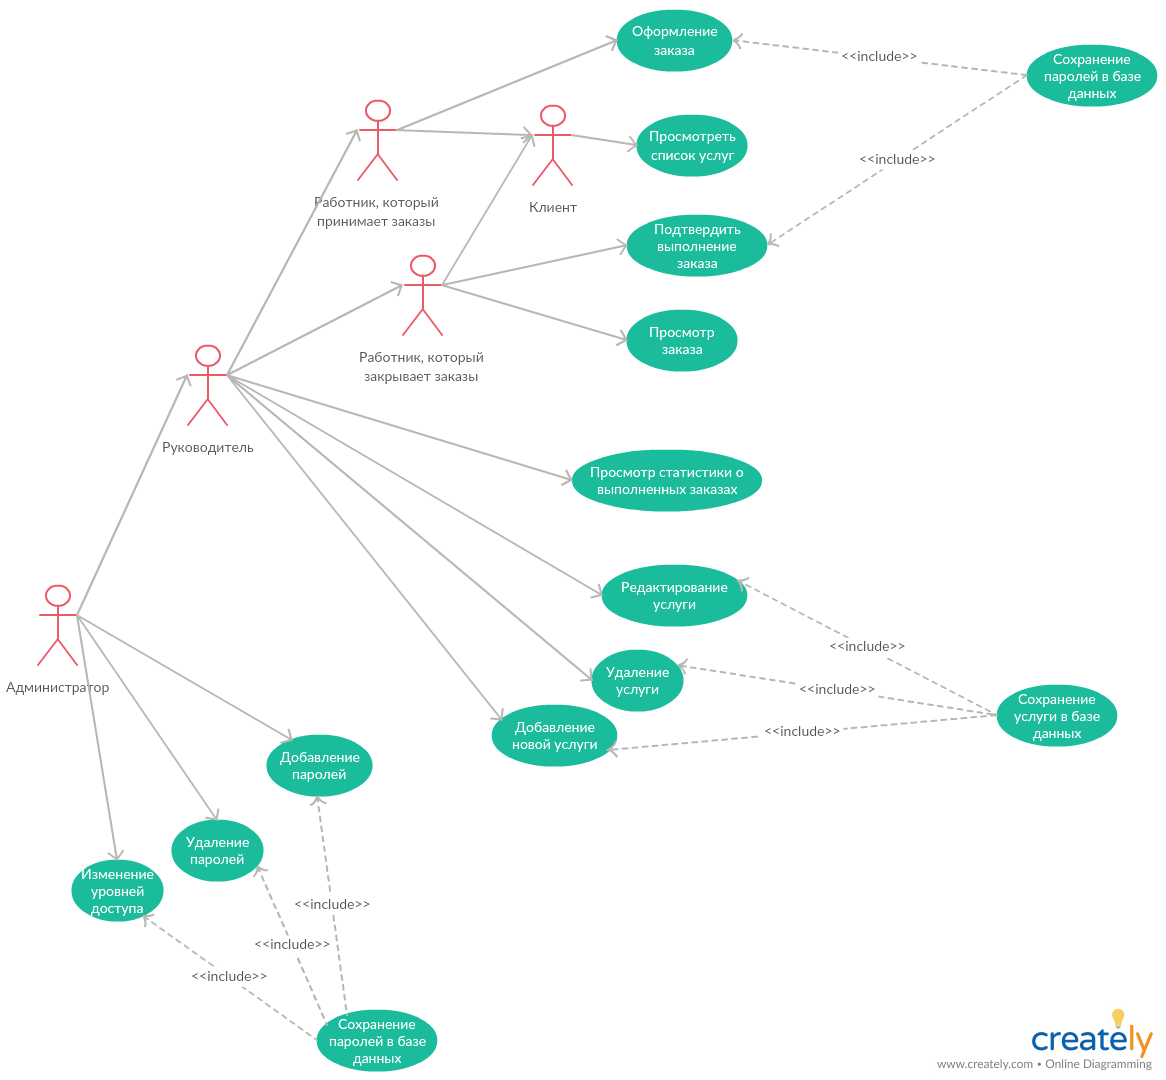 Оформление
заказа
<<include>>
Сохранение
паролей в базе
данных
Просмотреть
список услуг
<<include>>
Работник, который
принимает заказы
Клиент
Подтвердить
выполнение
заказа
Просмотр
заказа
Работник, который
закрывает заказы
Руководитель
Просмотр статистики о
выполненных заказах
Редактирование
услуги
<<include>>
Удаление
услуги
<<include>>
Сохранение
услуги в базе
данных
Администратор
Добавление
новой услуги
<<include>>
Добавление
паролей
Удаление
паролей
Изменение
уровней
доступа
<<include>>
<<include>>
<<include>>
Сохранение
паролей в базе
данных
creately
www.creately.com • Online Diagramming